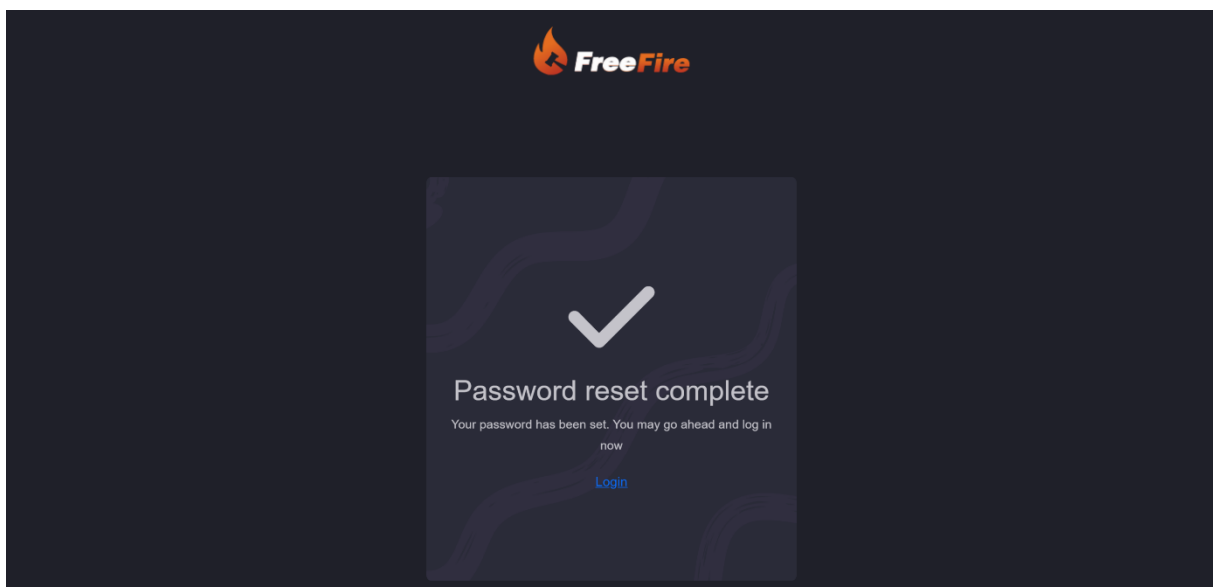 FreeFire
Password reset complete
Your password has been set. You may go ahead and log in
now
Login